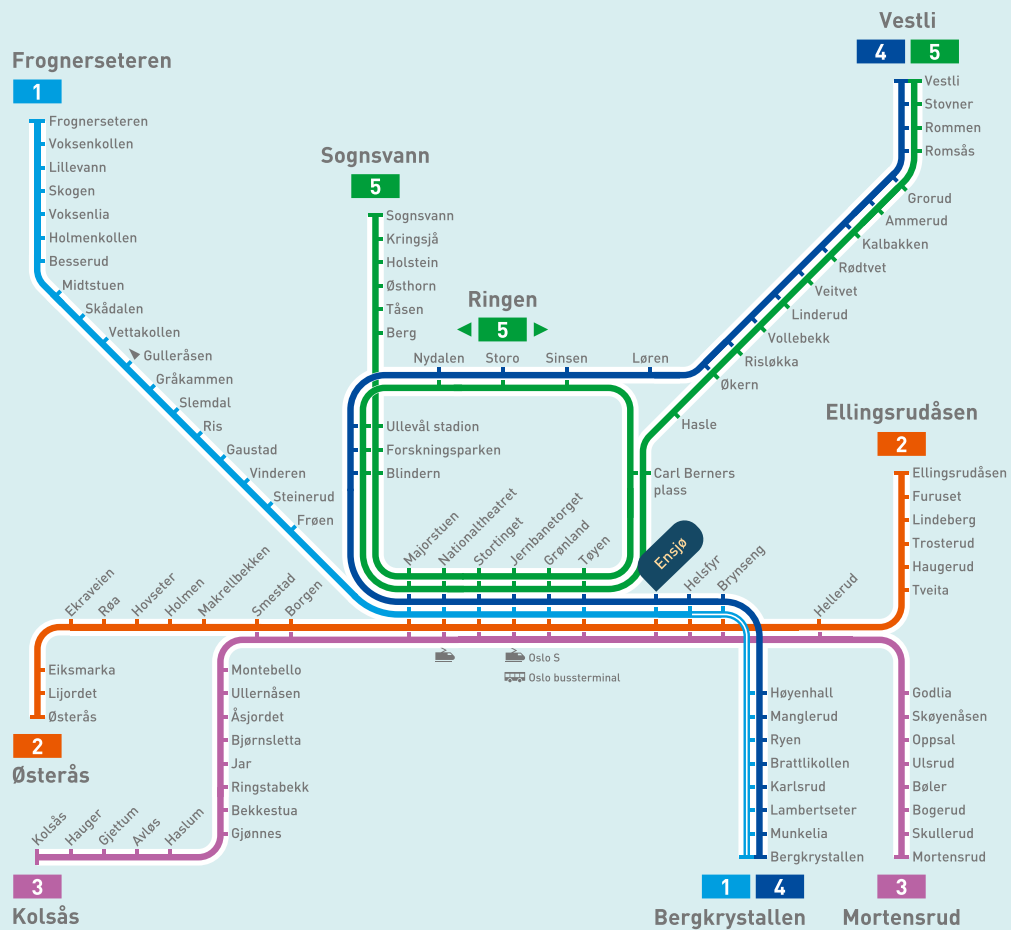 Vestli
4 5
Vestli
Stovner
Rommen
Romsås
Grorud
Ammerud
Kalbakken
Rødtvet
Veitvet
Linderud
Vollebekk
Risløkka
Økern
Hasle
Carl Berners
plass
Frognerseteren
1
Frognerseteren
Voksenkollen
Lillevann
Skogen
Voksenlia
Holmenkollen
Besserud
Midtstuen
Skådalen
Vettakollen
Gulleråsen
Gråkammen
Slemdal
Ris
Gaustad
Vinderen
Steinerud
Frøen
Sognsvann
5
Sognsvann
Kringsjå
Holstein
Østhorn
Tåsen
Berg
Ringen
5
Nydalen
Storo
Sinsen
Løren
Ullevål stadion
Forskningsparken
Blindern
Majorstuen
Nationaltheatret
Stortinget
Jernbanetorget
Grønland
Tøyen
Ensjø
Helsfyr
Brynseng
Hellerud
Ellingsrudåsen
2
Ellingsrudåsen
Furuset
Lindeberg
Trosterud
Haugerud
Tveita
Ekraveien
Røa
Hovseter
Holmen
Makrellbekken
Smestad
Borgen
Eiksmarka
Lijordet
Østerås
2
Østerås
Oslo S
Oslo bussterminal
Montebello
Ullernåsen
Åsjordet
Bjørnsletta
Jar
Ringstabekk
Bekkestua
Gjønnes
Kolsås
Hauger
Gjettum
Avløs
Haslum
3
Kolsås
Høyenhall
Manglerud
Ryen
Brattlikollen
Karlsrud
Lambertseter
Munkelia
Bergkrystallen
1 4
Bergkrystallen
Godlia
Skøyenåsen
Oppsal
Ulsrud
Bøler
Bogerud
Skullerud
Mortensrud
3
Mortensrud